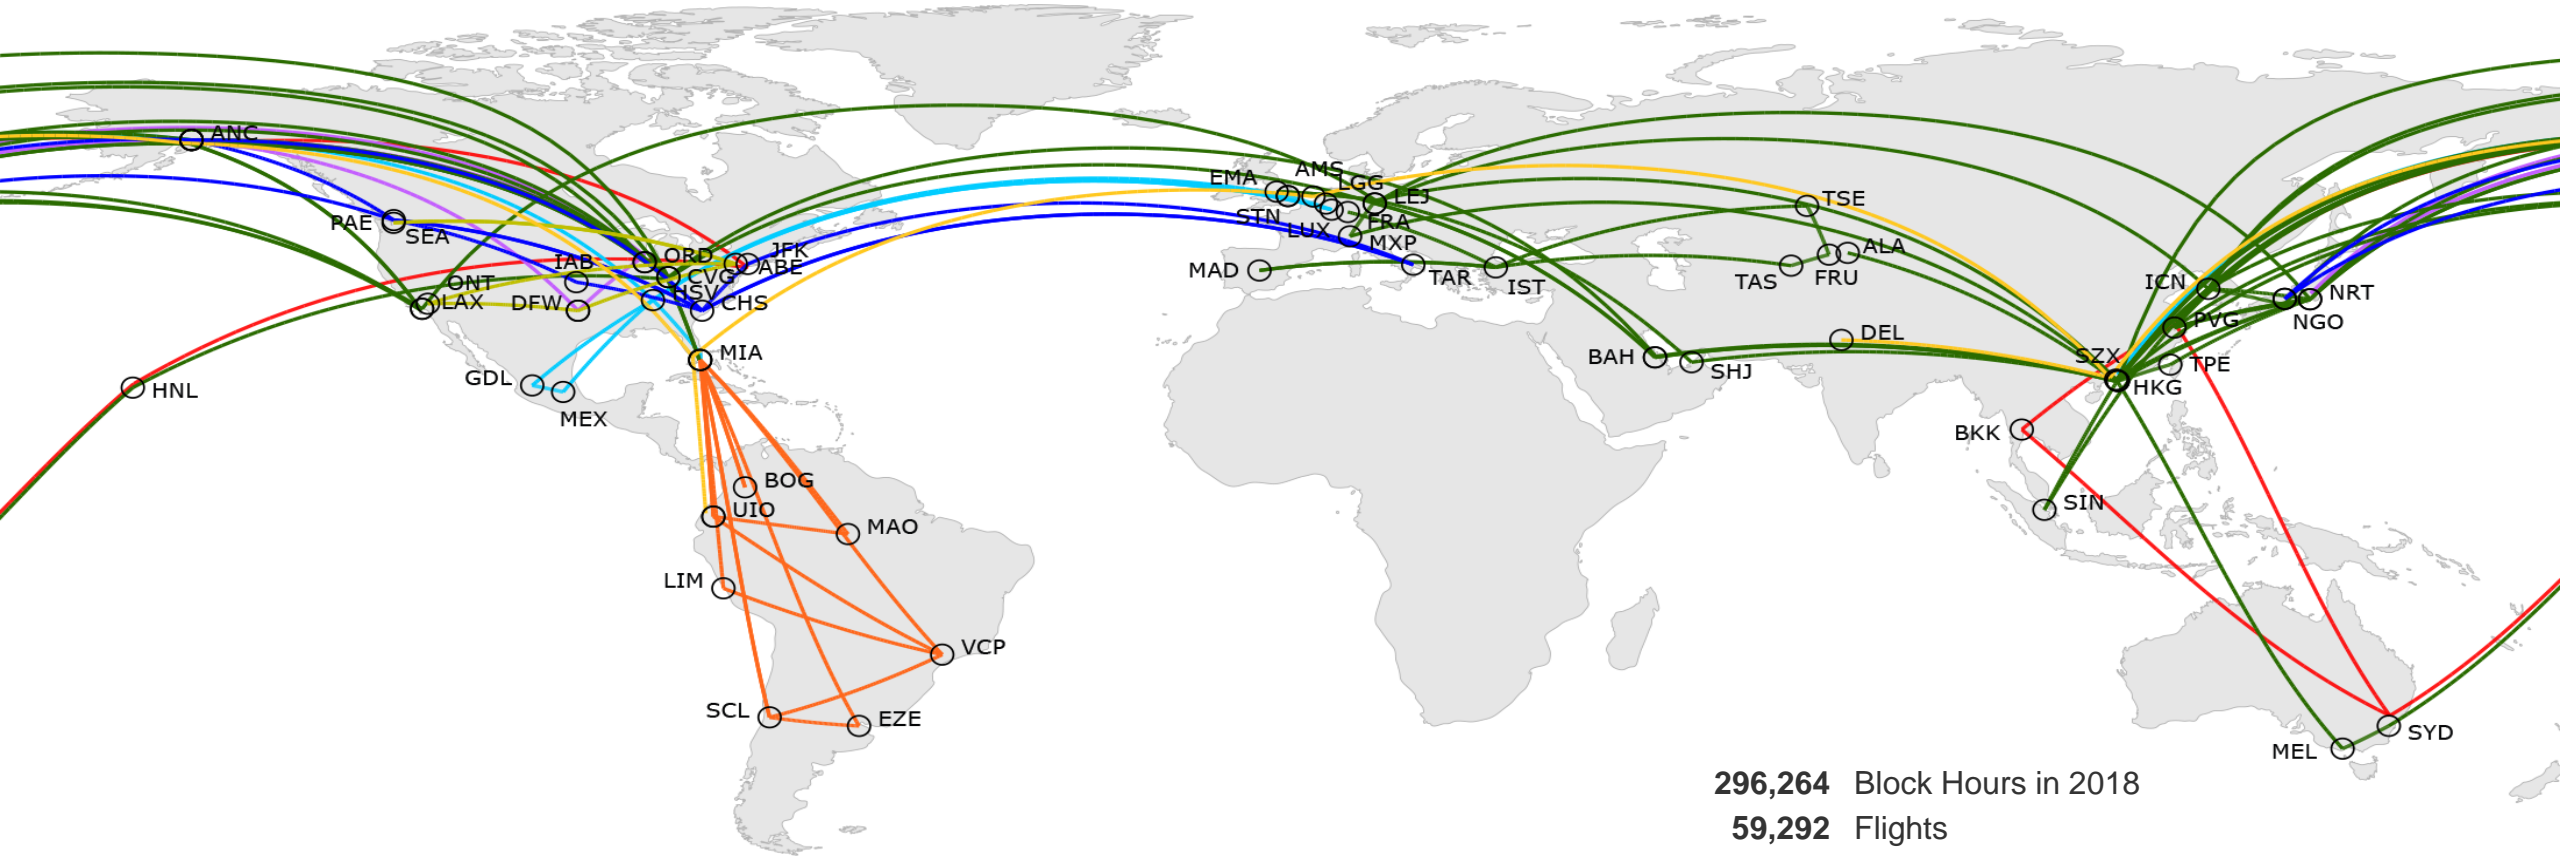 ANC
PAE
SEA
ONT
LAX
IAB
DFW
ORD
CVG
HSV
JFK
ABE
CHS
MIA
HNL
GDL
MEX
BOG
UIO
MAO
LIM
VCP
SCL
EZE
EMA
AMS
STN
LGG
LEJ
LUX
FRA
MXP
MAD
TAR
IST
TSE
TAS
FRU
ALA
BAH
SHJ
DEL
ICN
NRT
NGO
PVG
SZX
TPE
HKG
BKK
SIN
MEL
SYD
296,264 Block Hours in 2018
59,292 Flights